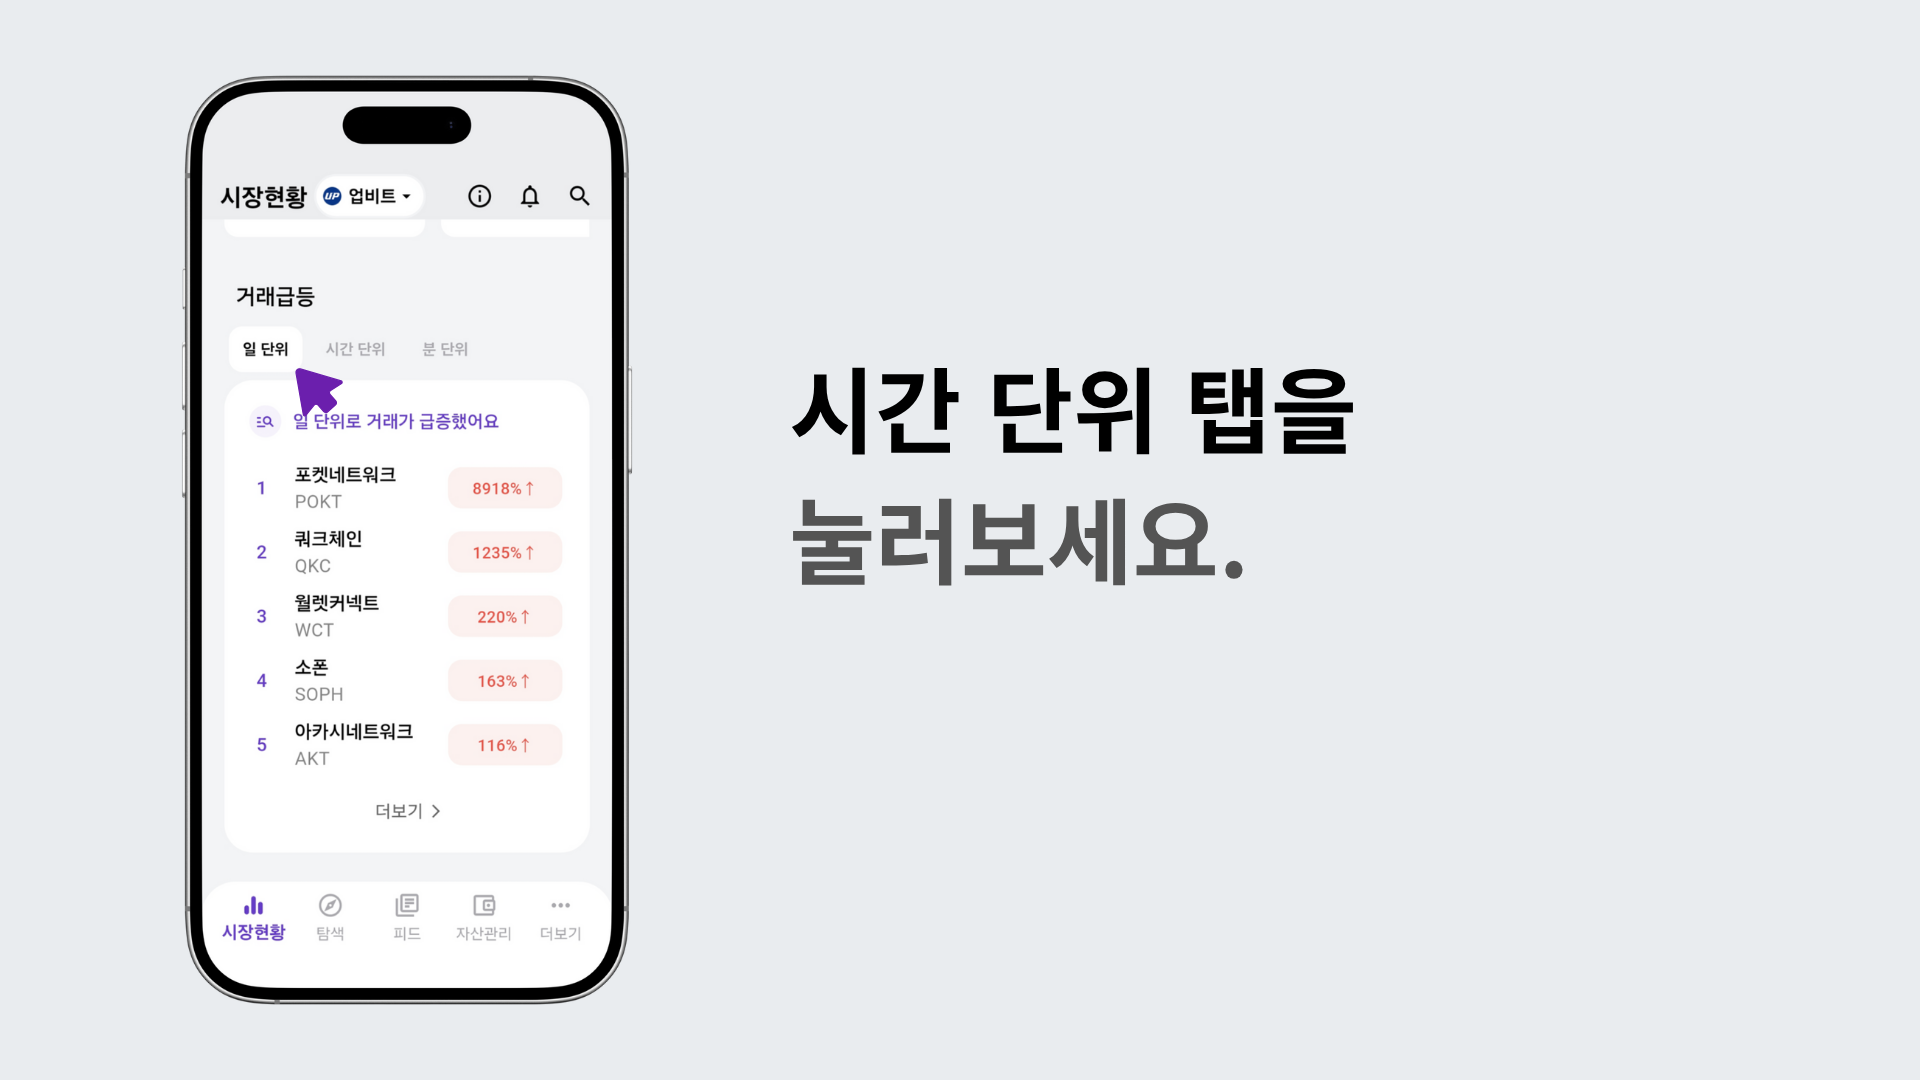 시장현황 UP 업비트
거래급등
일 단위 시간 단위 분 단위
일 단위로 거래가 급증했어요
1 포켓네트워크 8918%↑
POKT
2 쿼크체인 1235%↑
QKC
3 월렛커넥트 220%↑
WCT
4 소폰 163%↑
SOPH
5 아카시네트워크 116%↑
AKT
더보기 >
시장현황 탐색 피드 자산관리 더보기
시간 단위 탭을
눌러보세요.